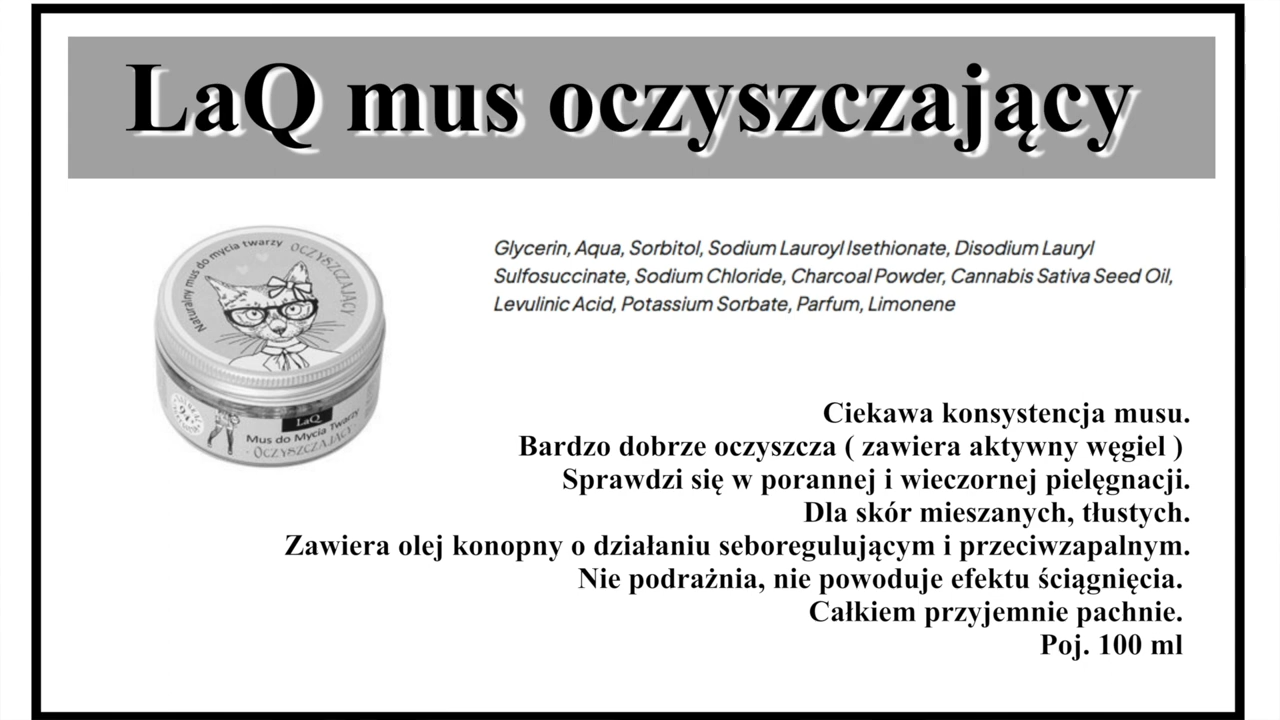 LaQ mus oczyszczający
Naturalny mus do mycia twarzy OCZYSZCZAJĄCY
LaQ
Mus do Mycia Twarzy
OCZYSZCZAJĄCY
Glycerin, Aqua, Sorbitol, Sodium Lauroyl Isethionate, Disodium Lauryl
Sulfosuccinate, Sodium Chloride, Charcoal Powder, Cannabis Sativa Seed Oil,
Levulinic Acid, Potassium Sorbate, Parfum, Limonene
Ciekawa konsystencja musu.
Bardzo dobrze oczyszcza ( zawiera aktywny węgiel )
Sprawdzi się w porannej i wieczornej pielęgnacji.
Dla skór mieszanych, tłustych.
Zawiera olej konopny o działaniu seboregulującym i przeciwzapalnym.
Nie podrażnia, nie powoduje efektu ściągnięcia.
Całkiem przyjemnie pachnie.
Poj. 100 ml